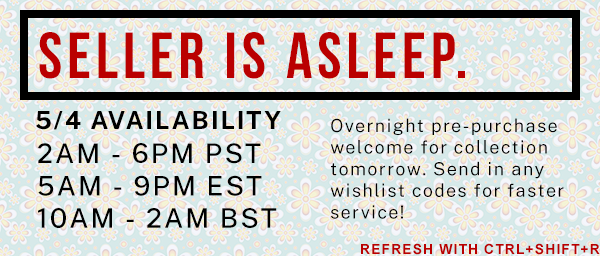 SELLER IS ASLEEP.
5/4 AVAILABILITY
2AM - 6PM PST
5AM - 9PM EST
10AM - 2AM BST
Overnight pre-purchase
welcome for collection
tomorrow. Send in any
wishlist codes for faster
service!
REFRESH WITH CTRL+SHIFT+R